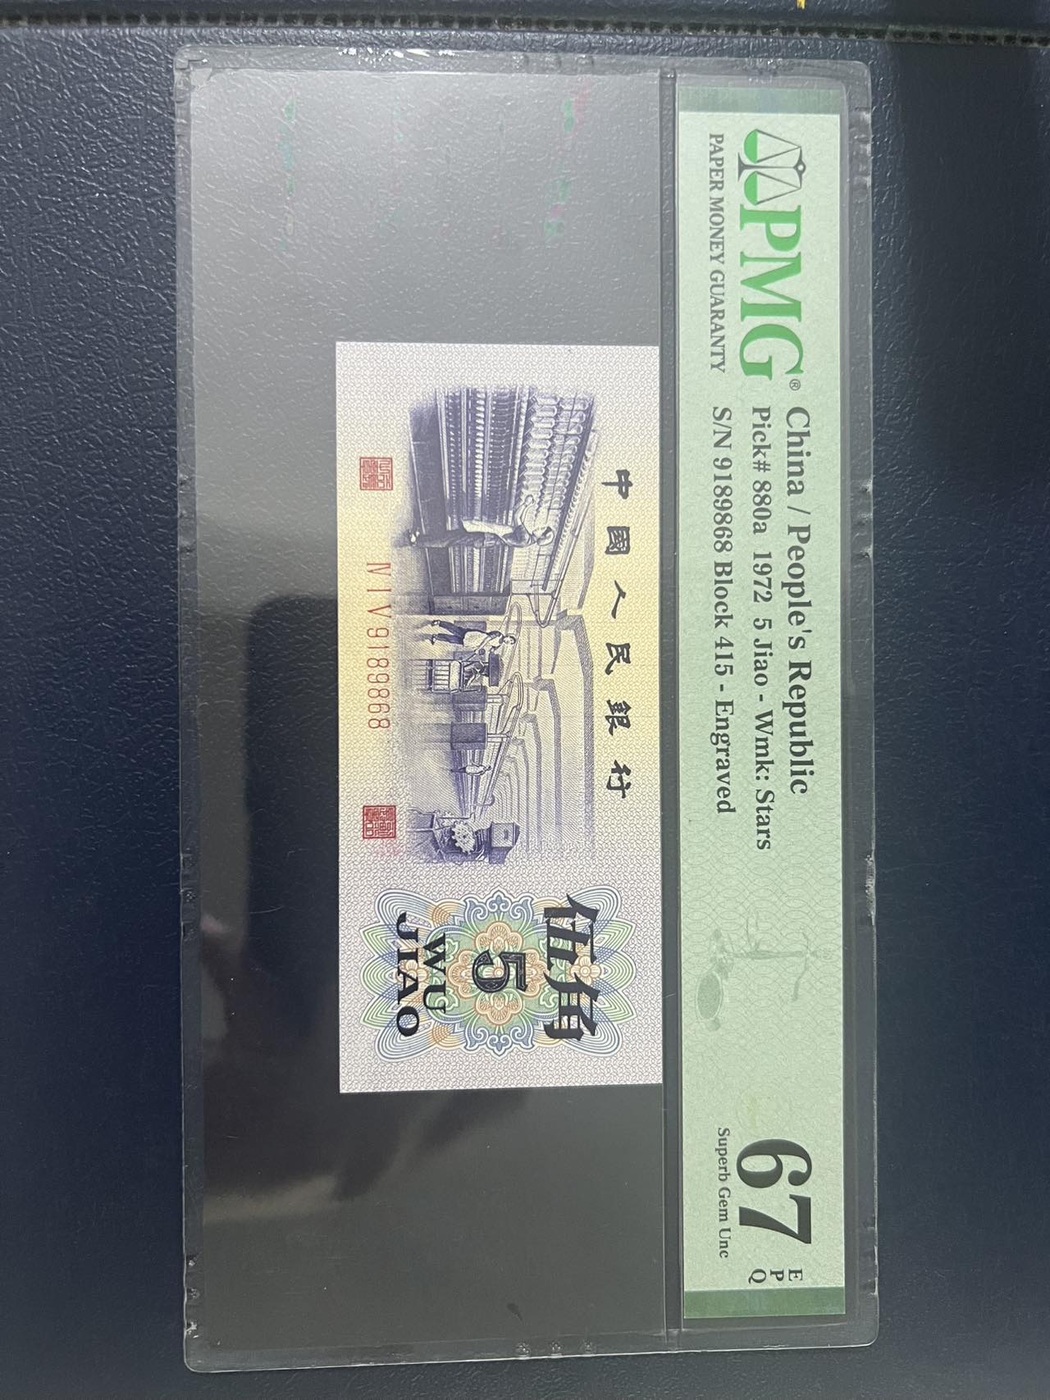 PMG®
PAPER MONEY GUARANTY
China / People's Republic
Pick# 880a 1972 5 Jiao - Wmk: Stars
S/N 9189868 Block 415 - Engraved
67
EPQ
Superb Gem Unc
中國人民銀行
伍角
5
WU
JIAO
IV I V 9189868